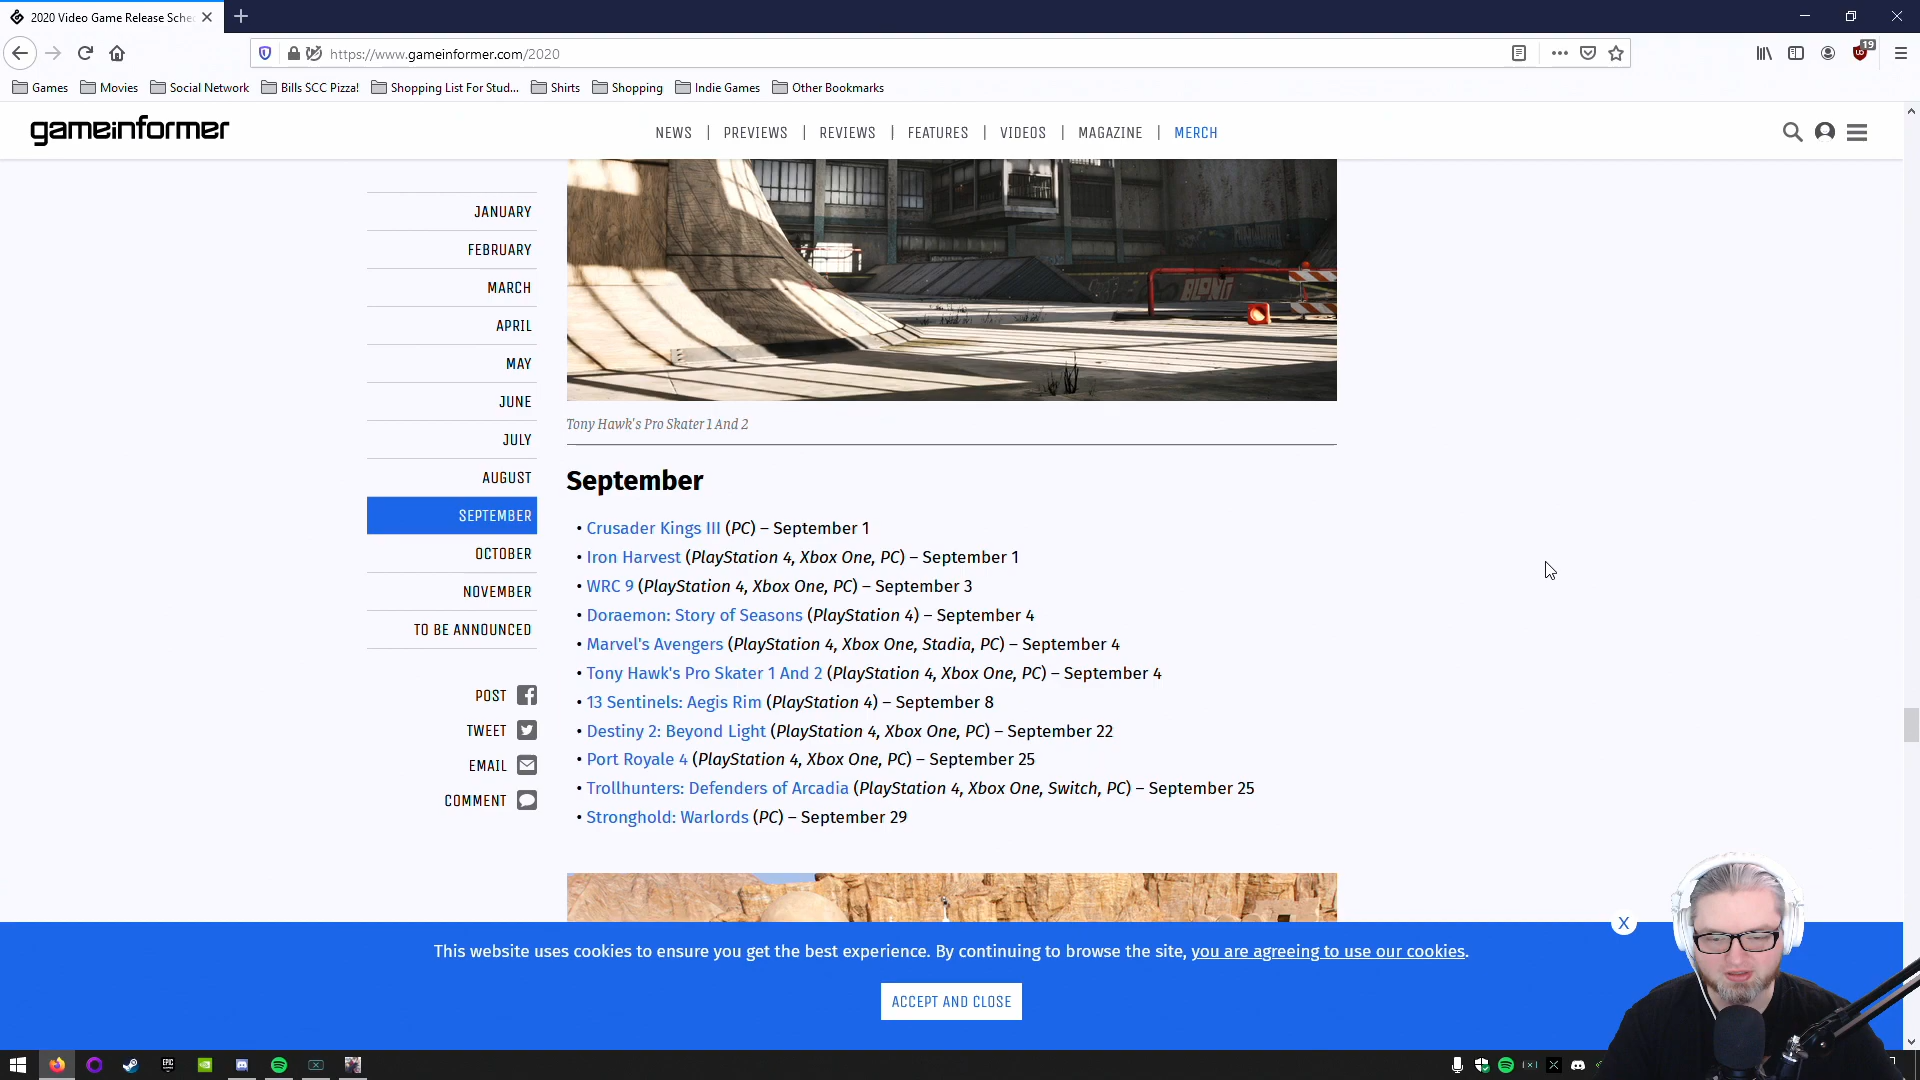 2020 Video Game Release Sche
https://www.gameinformer.com/2020
19
Games Movies Social Network Bills SCC Pizza! Shopping List For Stud... Shirts Shopping Indie Games Other Bookmarks
gameinformer
NEWS | PREVIEWS | REVIEWS | FEATURES | VIDEOS | MAGAZINE | MERCH
JANUARY
FEBRUARY
MARCH
APRIL
MAY
JUNE
JULY
AUGUST
SEPTEMBER
OCTOBER
NOVEMBER
TO BE ANNOUNCED
POST
TWEET
EMAIL
COMMENT
Tony Hawk's Pro Skater 1 And 2
September
• Crusader Kings III (PC) – September 1
• Iron Harvest (PlayStation 4, Xbox One, PC) – September 1
• WRC 9 (PlayStation 4, Xbox One, PC) – September 3
• Doraemon: Story of Seasons (PlayStation 4) – September 4
• Marvel's Avengers (PlayStation 4, Xbox One, Stadia, PC) – September 4
• Tony Hawk's Pro Skater 1 And 2 (PlayStation 4, Xbox One, PC) – September 4
• 13 Sentinels: Aegis Rim (PlayStation 4) – September 8
• Destiny 2: Beyond Light (PlayStation 4, Xbox One, PC) – September 22
• Port Royale 4 (PlayStation 4, Xbox One, PC) – September 25
• Trollhunters: Defenders of Arcadia (PlayStation 4, Xbox One, Switch, PC) – September 25
• Stronghold: Warlords (PC) – September 29
X
This website uses cookies to ensure you get the best experience. By continuing to browse the site, you are agreeing to use our cookies.
ACCEPT AND CLOSE
EPIC